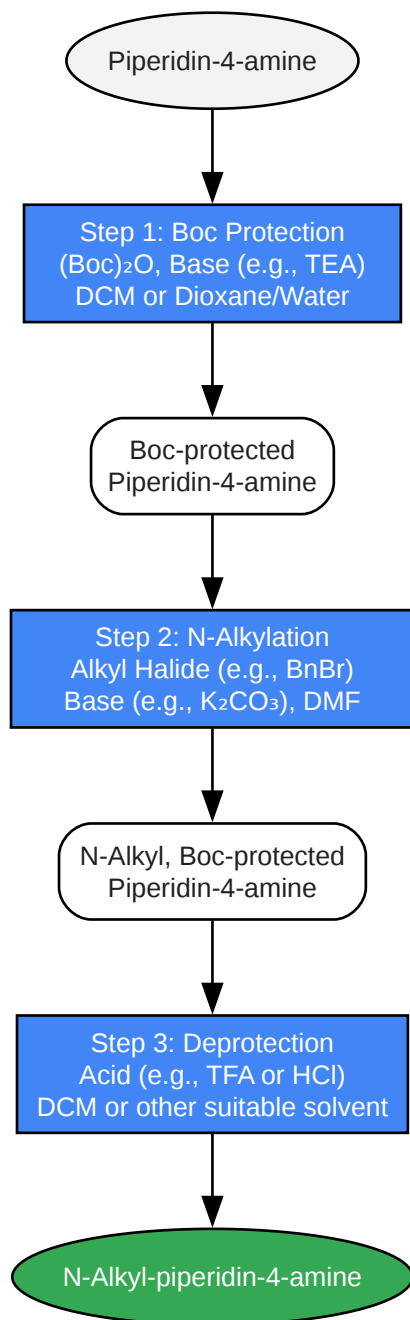 Piperidin-4-amine
Step 1: Boc Protection
(Boc)₂O, Base (e.g., TEA)
DCM or Dioxane/Water
Boc-protected
Piperidin-4-amine
Step 2: N-Alkylation
Alkyl Halide (e.g., BnBr)
Base (e.g., K₂CO₃), DMF
N-Alkyl, Boc-protected
Piperidin-4-amine
Step 3: Deprotection
Acid (e.g., TFA or HCl)
DCM or other suitable solvent
N-Alkyl-piperidin-4-amine